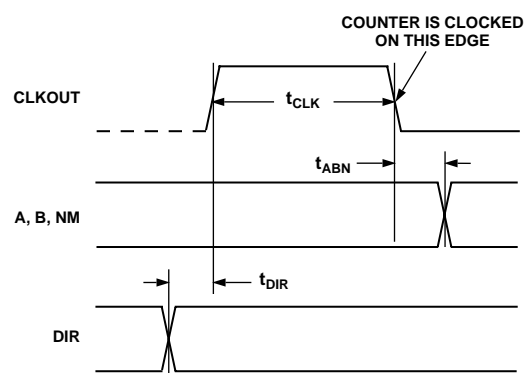 COUNTER IS CLOCKED
ON THIS EDGE
CLKOUT
tCLK
tABN
A, B, NM
tDIR
DIR